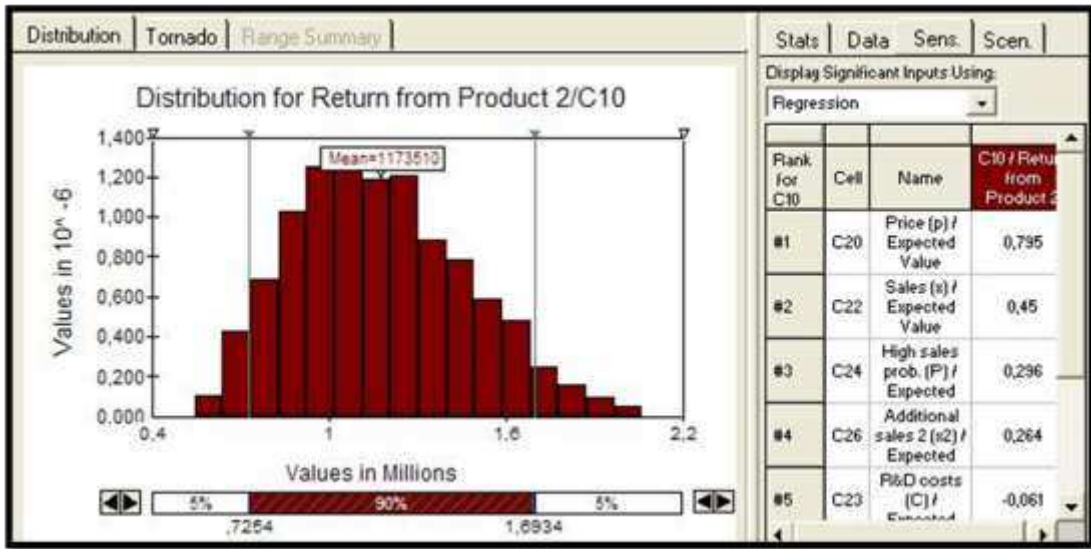 Distribution
Tornado
Range Summary
Distribution for Return from Product 2/C10
Values in 10^ -6
1,400
1,200
1,000
0,800
0,600
0,400
0,200
0,000
Mean=1173510
0,4
1
1,6
2,2
Values in Millions
5%
90%
5%
,7254
1,6934
Stats
Data
Sens.
Scen.
Display Significant Inputs Using:
Regression
Rank for C10
Cell
Name
C10 / Retu
from
Product 2
#1
C20
Price (p) /
Expected
Value
0,795
#2
C22
Sales (x) /
Expected
Value
0,45
#3
C24
High sales
prob. (P) /
Expected
0,296
#4
C26
Additional
sales 2 (x2) /
Expected
0,264
#5
C23
R&D costs
(C) /
Expected
-0,061